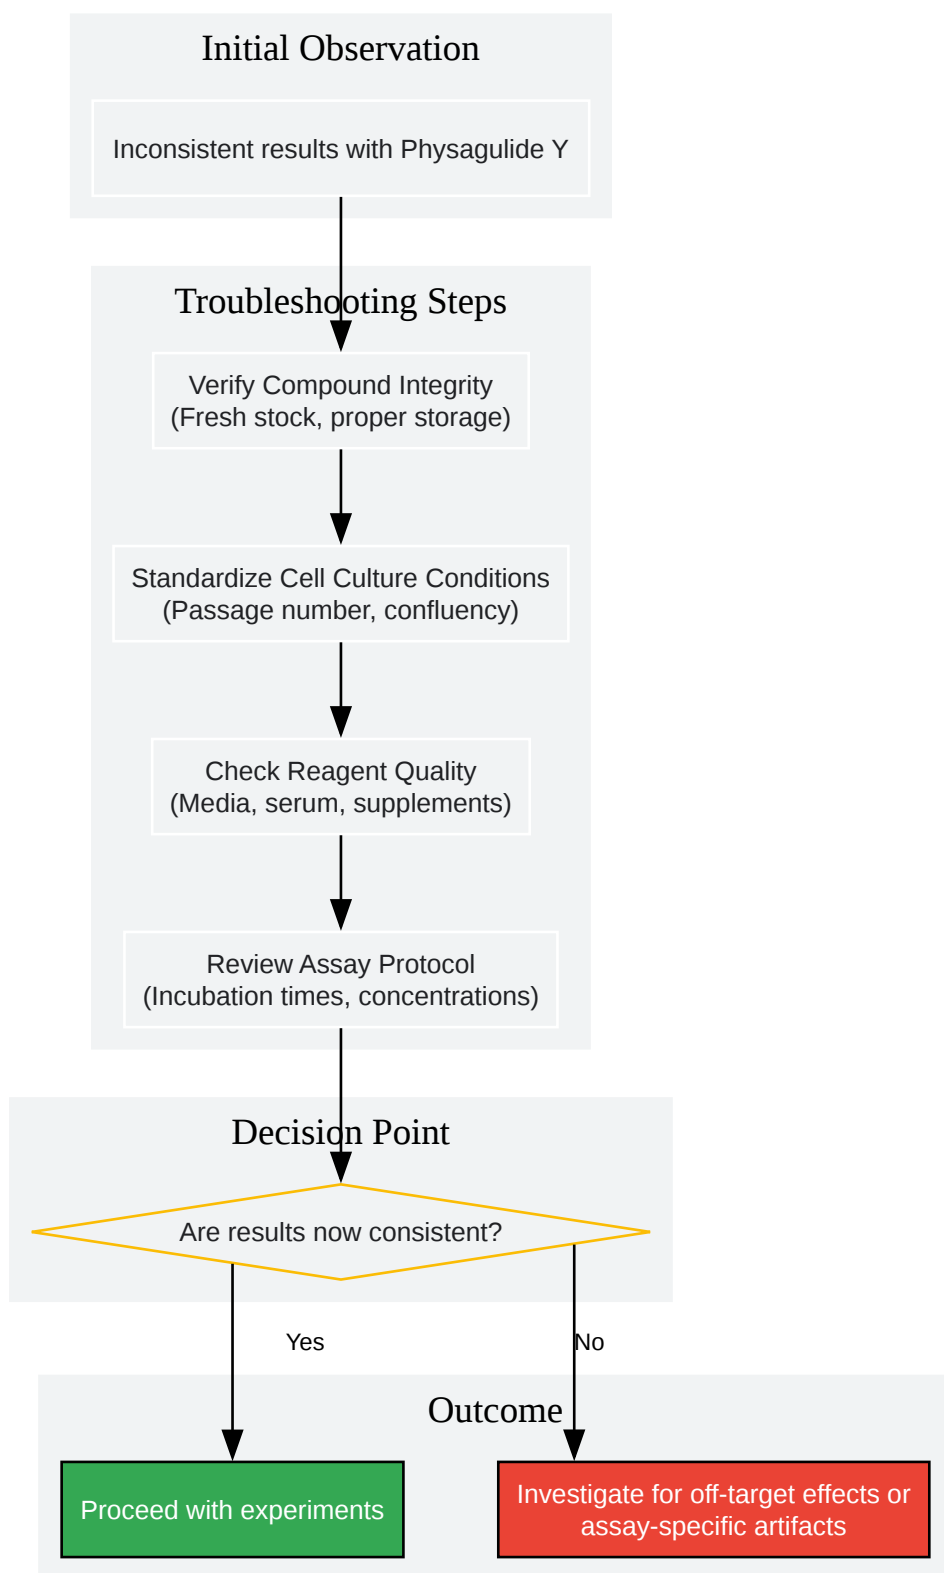 Initial Observation
Inconsistent results with Physagulide Y
Troubleshooting Steps
Verify Compound Integrity
(Fresh stock, proper storage)
Standardize Cell Culture Conditions
(Passage number, confluency)
Check Reagent Quality
(Media, serum, supplements)
Review Assay Protocol
(Incubation times, concentrations)
Decision Point
Are results now consistent?
Yes
No
Outcome
Proceed with experiments
Investigate for off-target effects or
assay-specific artifacts